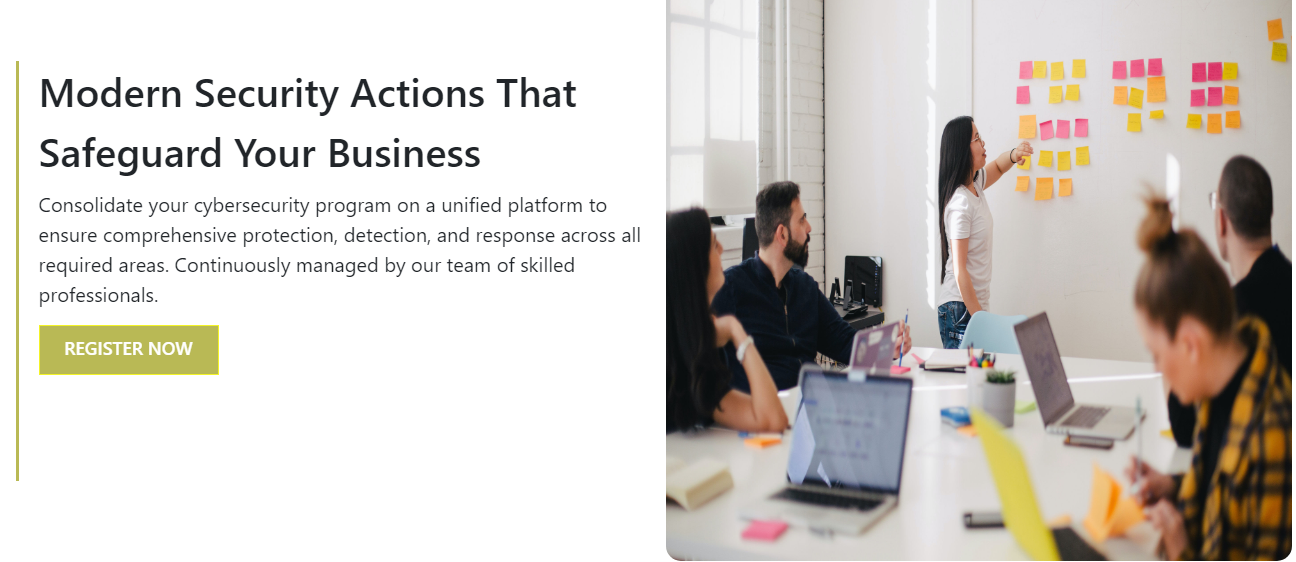 Modern Security Actions That
Safeguard Your Business
Consolidate your cybersecurity program on a unified platform to
ensure comprehensive protection, detection, and response across all
required areas. Continuously managed by our team of skilled
professionals.
REGISTER NOW